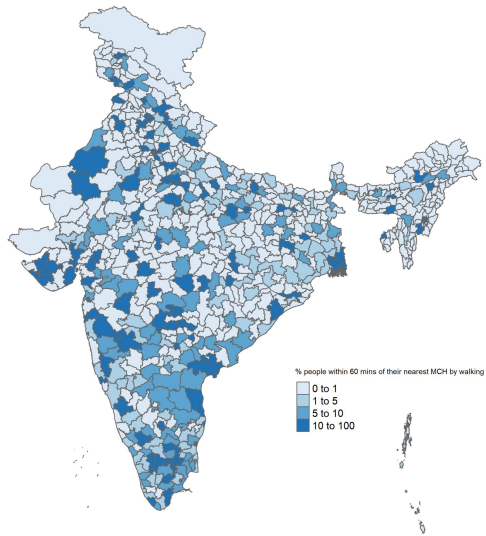 % people within 60 mins of their nearest MCH by walking
0 to 1
1 to 5
5 to 10
10 to 100